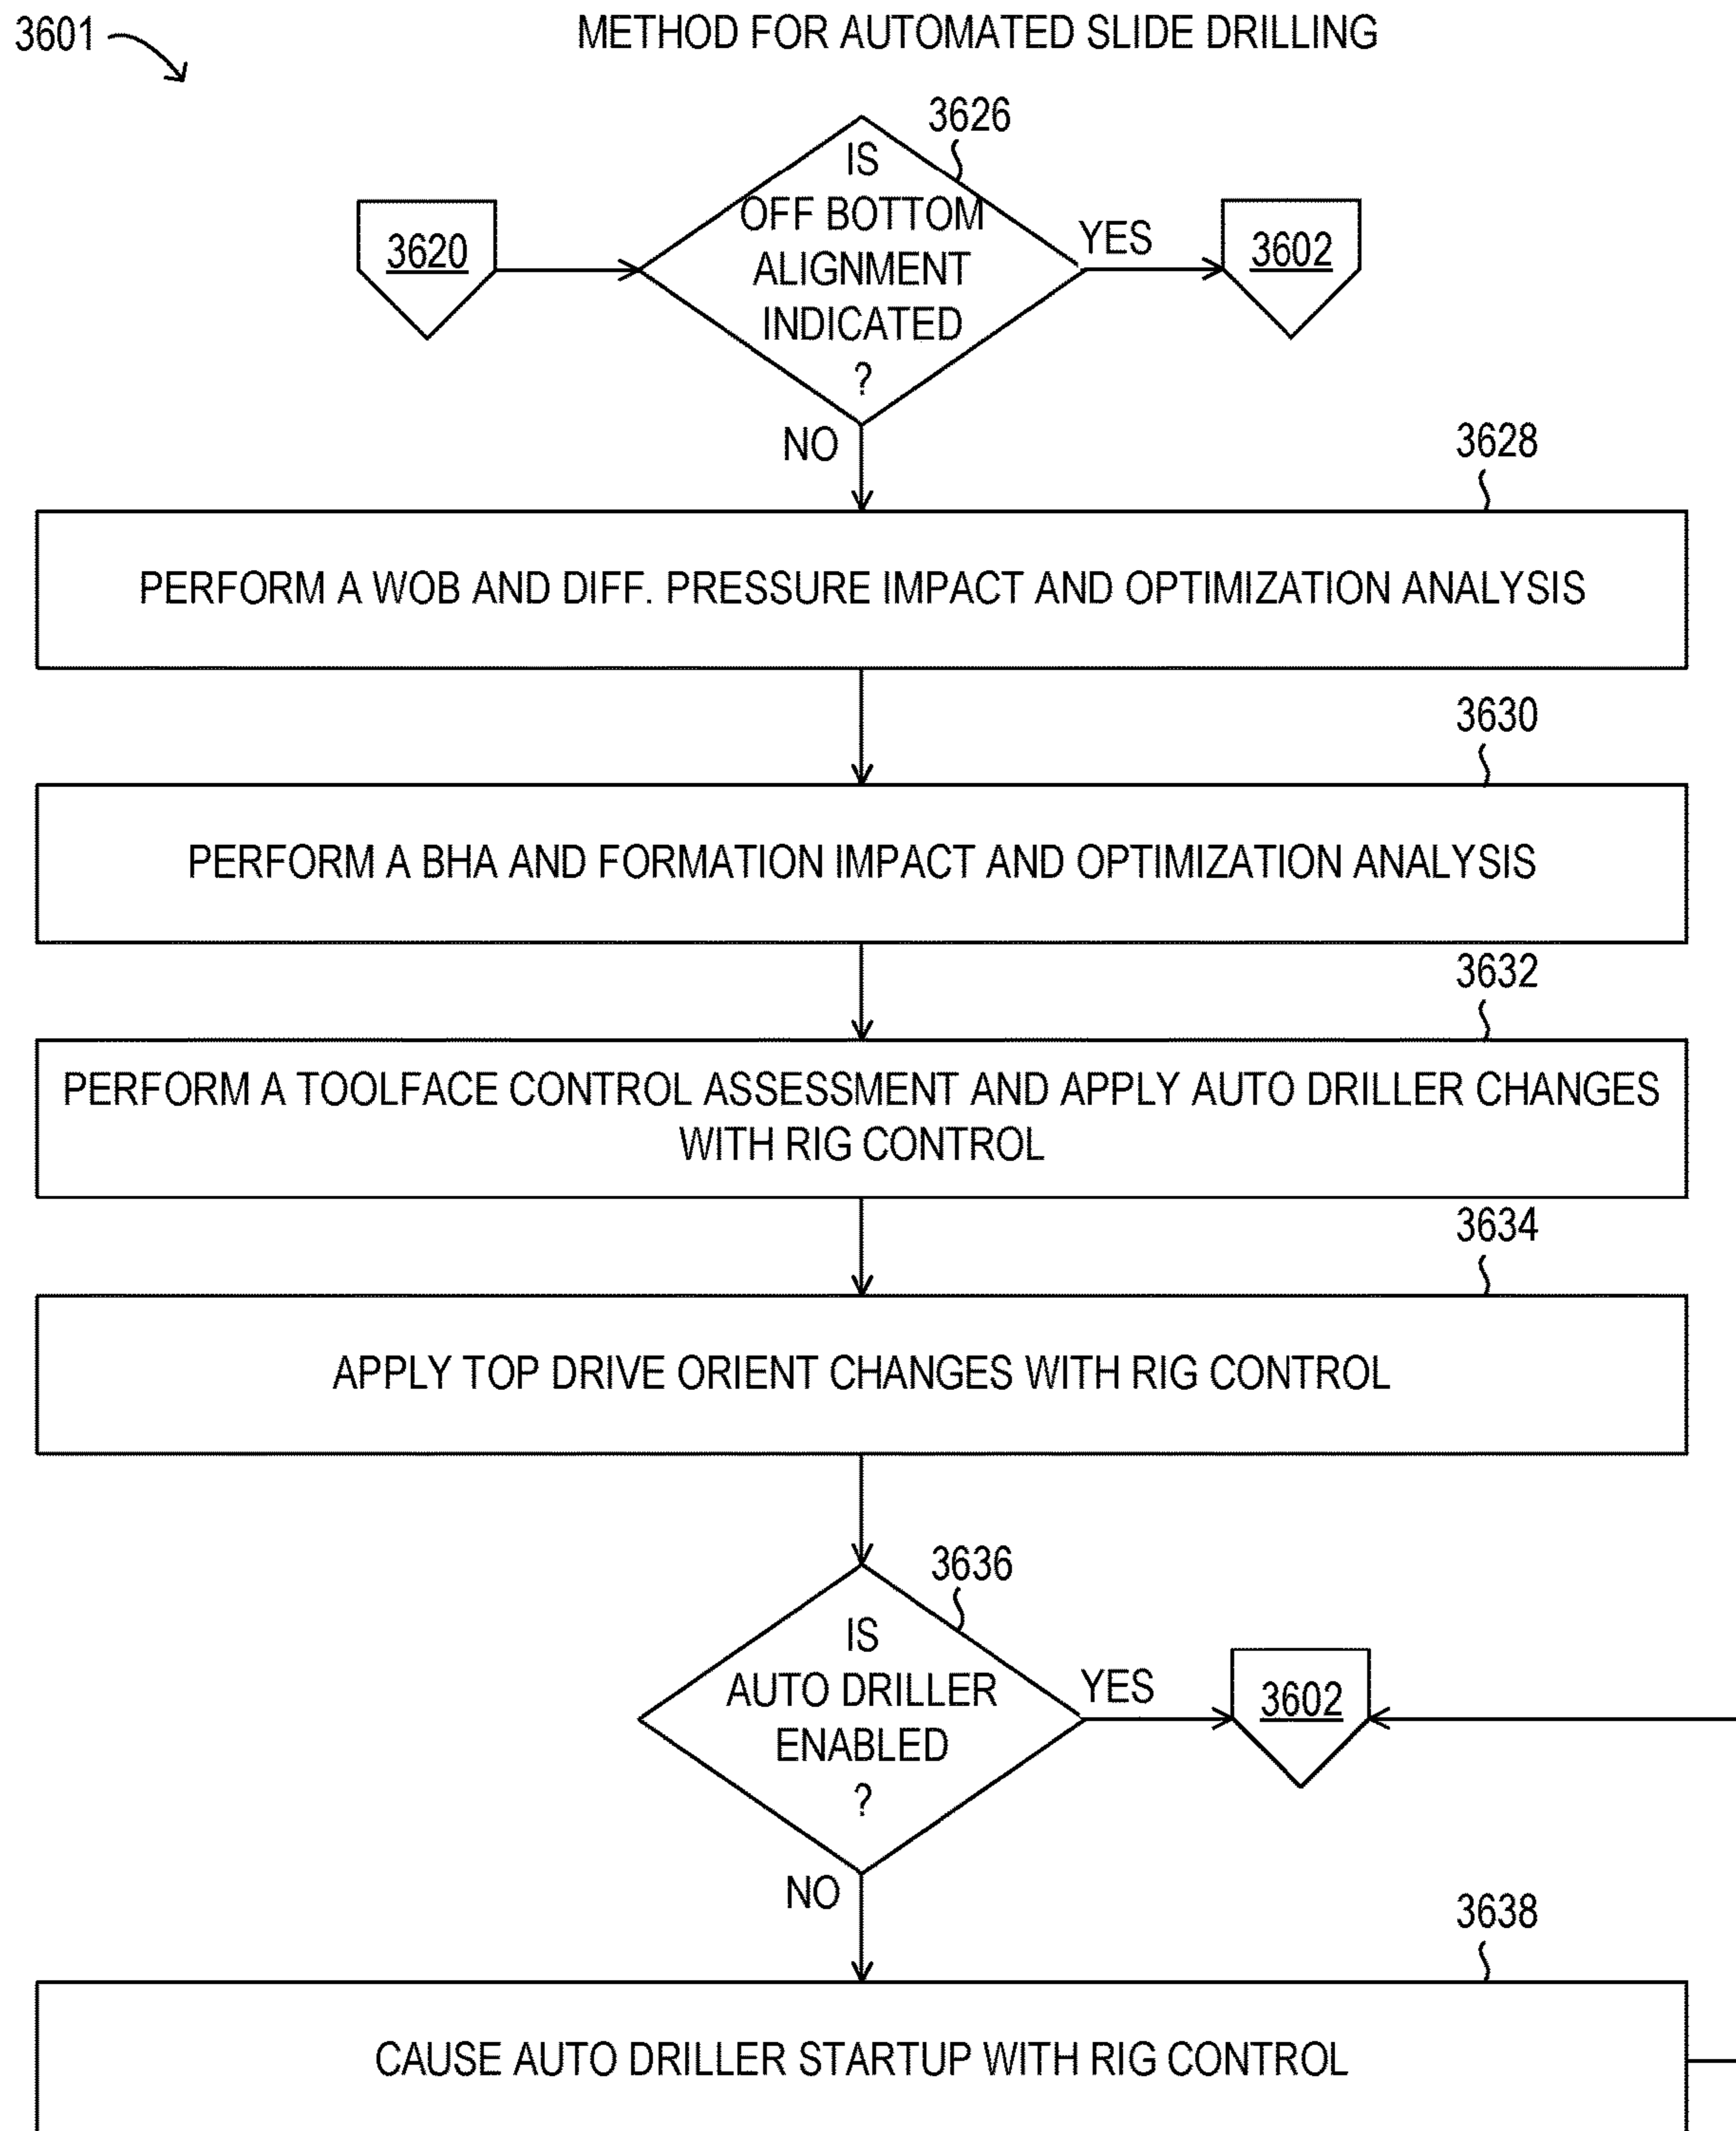 3601
METHOD FOR AUTOMATED SLIDE DRILLING
3626
IS
OFF BOTTOM
ALIGNMENT
INDICATED
?
3620
YES
3602
NO
3628
PERFORM A WOB AND DIFF. PRESSURE IMPACT AND OPTIMIZATION ANALYSIS
3630
PERFORM A BHA AND FORMATION IMPACT AND OPTIMIZATION ANALYSIS
3632
PERFORM A TOOLFACE CONTROL ASSESSMENT AND APPLY AUTO DRILLER CHANGES
WITH RIG CONTROL
3634
APPLY TOP DRIVE ORIENT CHANGES WITH RIG CONTROL
3636
IS
AUTO DRILLER
ENABLED
?
YES
3602
NO
3638
CAUSE AUTO DRILLER STARTUP WITH RIG CONTROL